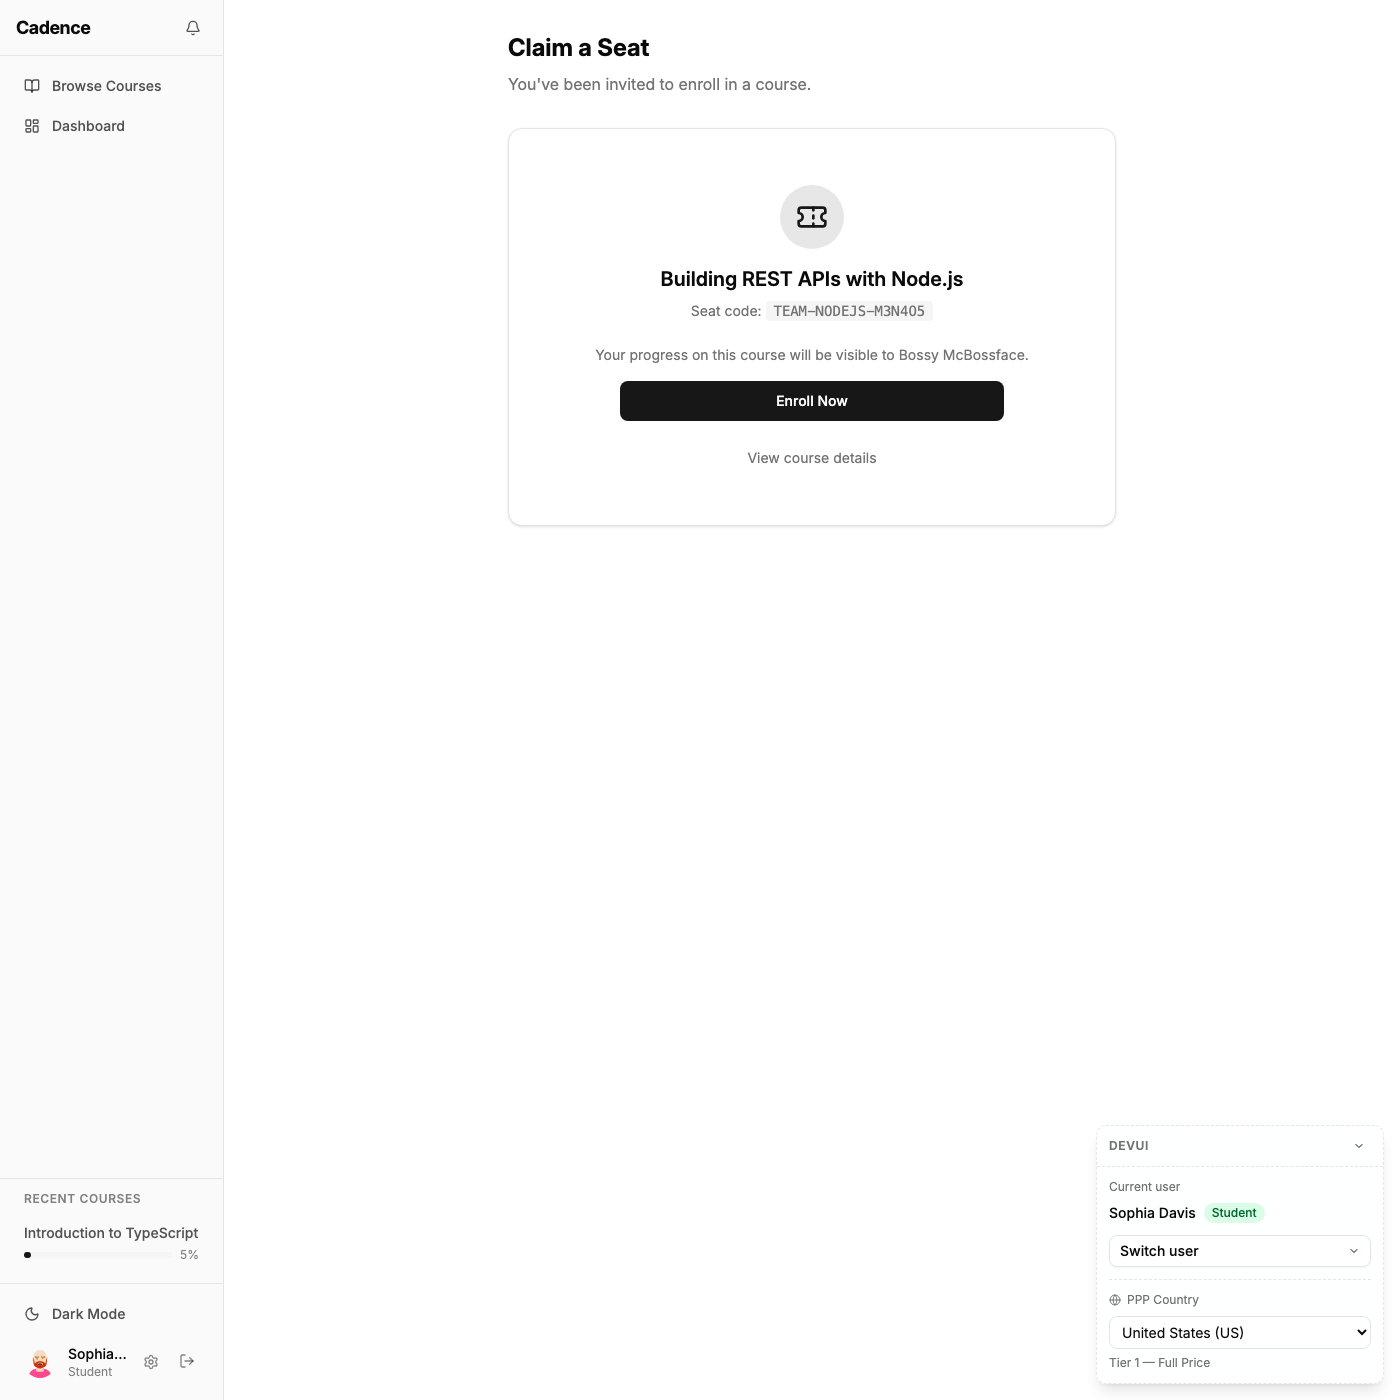 Cadence
Browse Courses
Dashboard
Claim a Seat
You've been invited to enroll in a course.
Building REST APIs with Node.js
Seat code: TEAM-NODEJS-M3N4O5
Your progress on this course will be visible to Bossy McBossface.
Enroll Now
View course details
RECENT COURSES
Introduction to TypeScript
5%
Dark Mode
Sophia...
Student
DEVUI
Current user
Sophia Davis Student
Switch user
PPP Country
United States (US)
Tier 1 — Full Price